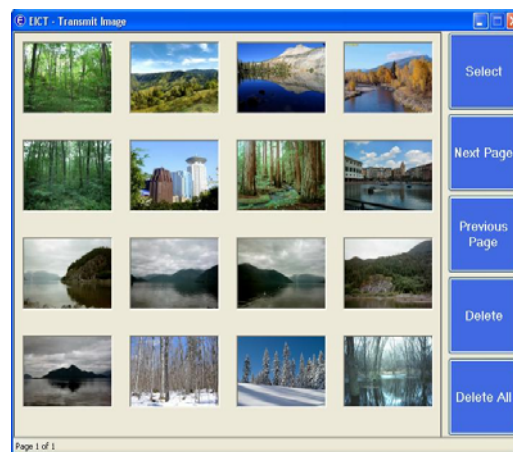 EICT - Transmit Image
Select
Next Page
Previous
Page
Delete
Delete All
Page 1 of 1